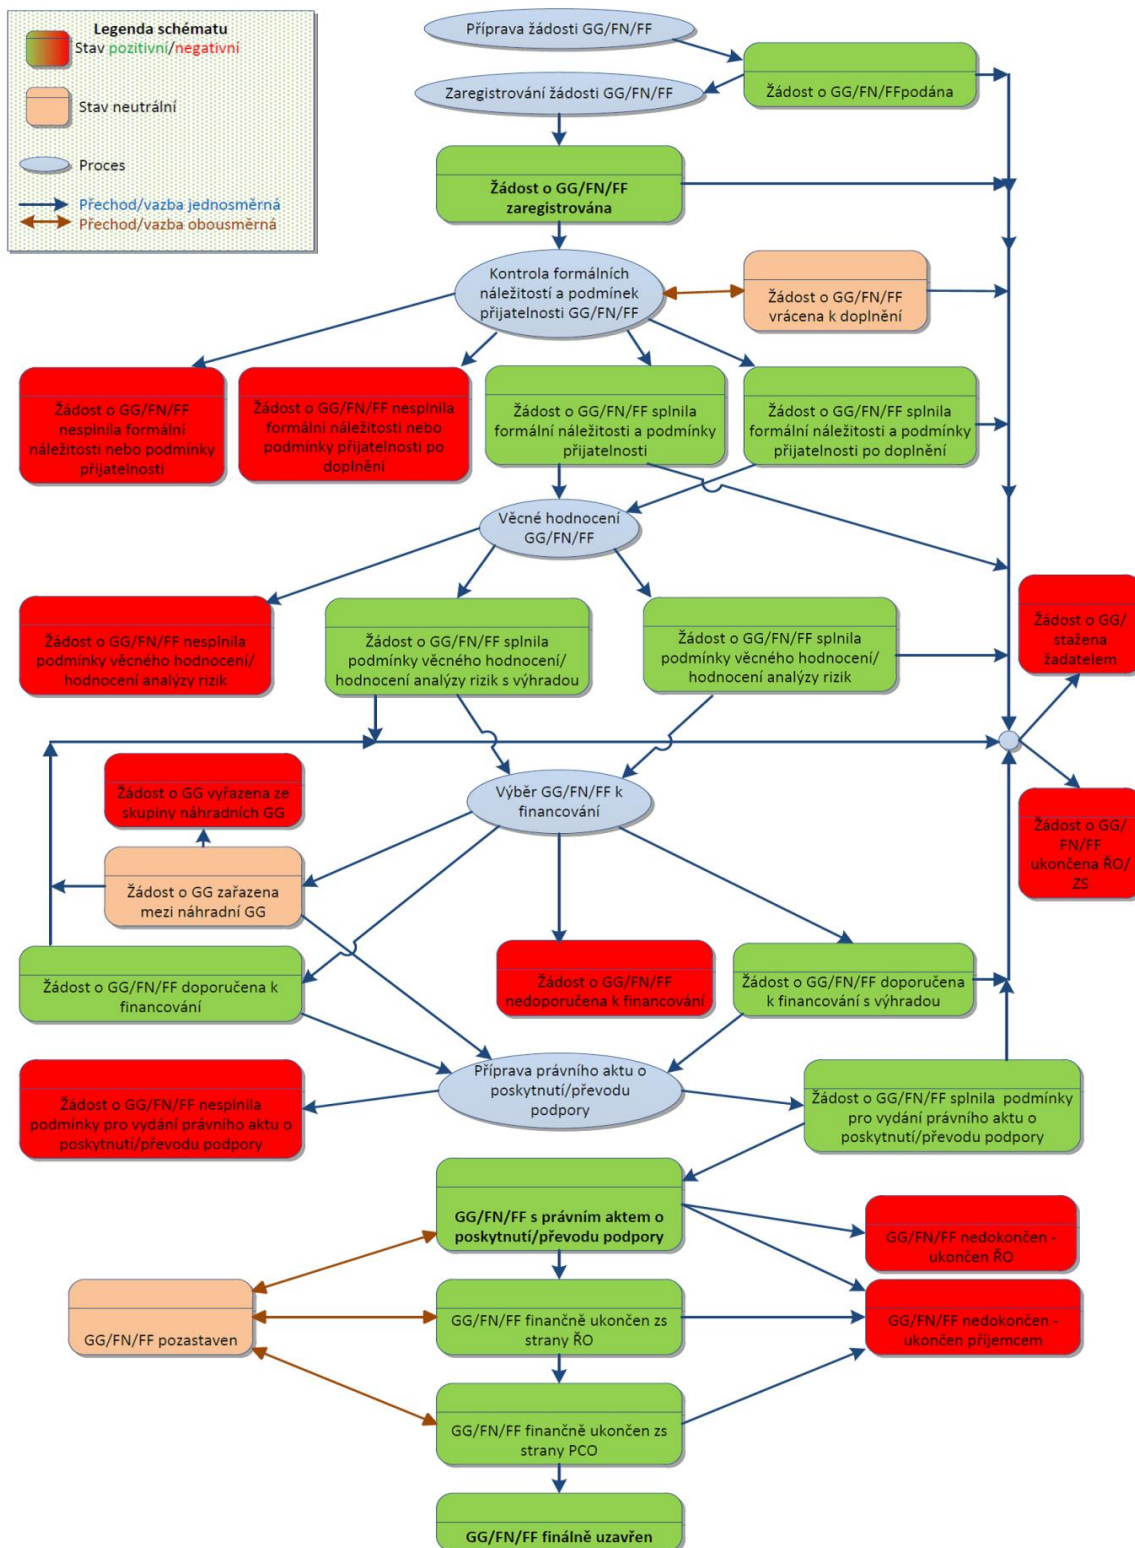 Legenda schématu
Stav pozitivní/negativní
Stav neutrální
Proces
Přechod/vazba jednosměrná
Přechod/vazba obousměrná
Příprava žádosti GG/FN/FF
Zaregistrování žádosti GG/FN/FF
Žádost o GG/FN/FFpodána
Žádost o GG/FN/FF
zaregistrována
Kontrola formálních
náležitostí a podmínek
přijatelnosti GG/FN/FF
Žádost o GG/FN/FF
vrácena k doplnění
Žádost o GG/FN/FF
nesplnila formální
náležitosti nebo podmínky
přijatelnosti
Žádost o GG/FN/FF nesplnila
formální náležitosti nebo
podmínky přijatelnosti po
doplnění
Žádost o GG/FN/FF splnila
formální náležitosti a podmínky
přijatelnosti
Žádost o GG/FN/FF splnila
formální náležitosti a podmínky
přijatelnosti po doplnění
Věcné hodnocení
GG/FN/FF
Žádost o GG/FN/FF nesplnila
podmínky věcného hodnocení/
hodnocení analýzy rizik
Žádost o GG/FN/FF splnila
podmínky věcného hodnocení/
hodnocení analýzy rizik s výhradou
Žádost o GG/FN/FF splnila
podmínky věcného hodnocení/
hodnocení analýzy rizik
Žádost o GG/
stažena
žadatelem
Žádost o GG vyřazena ze
skupiny náhradních GG
Výběr GG/FN/FF k
financování
Žádost o GG/
FN/FF
ukončena ŘO/
ZS
Žádost o GG zařazena
mezi náhradní GG
Žádost o GG/FN/FF doporučena k
financování
Žádost o GG/FN/FF
nedoporučena k financování
Žádost o GG/FN/FF doporučena
k financování s výhradou
Příprava právního aktu o
poskytnutí/převodu
podpory
Žádost o GG/FN/FF nesplnila
podmínky pro vydání právního aktu o
poskytnutí/převodu podpory
Žádost o GG/FN/FF splnila podmínky
pro vydání právního aktu o
poskytnutí/převodu podpory
GG/FN/FF s právním aktem o
poskytnutí/převodu podpory
GG/FN/FF nedokončen -
ukončen ŘO
GG/FN/FF pozastaven
GG/FN/FF finančně ukončen zs
strany ŘO
GG/FN/FF nedokončen -
ukončen příjemcem
GG/FN/FF finančně ukončen zs
strany PCO
GG/FN/FF finálně uzavřen